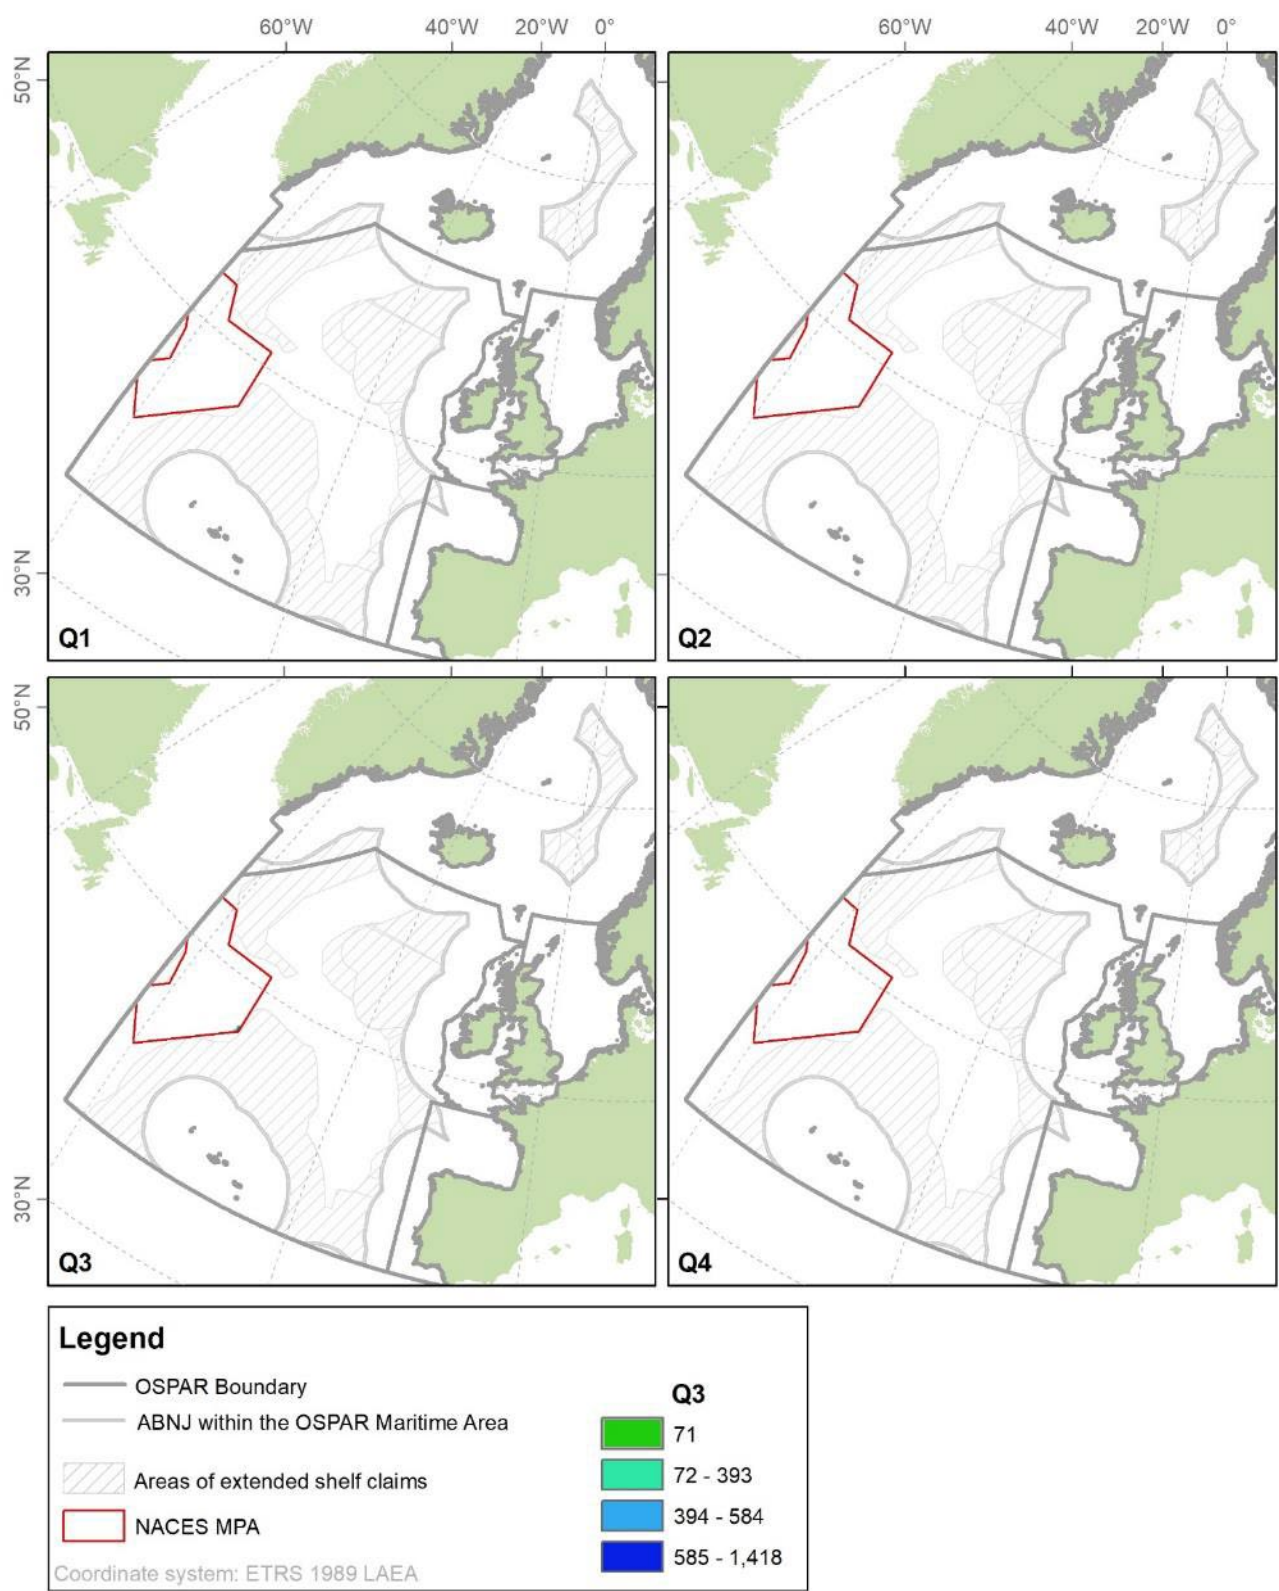 60°W 40°W 20°W 0° 60°W 40°W 20°W 0°
50°N
30°N
Q1 Q2
50°N
30°N
Q3 Q4
Legend
OSPAR Boundary
ABNJ within the OSPAR Maritime Area
Areas of extended shelf claims
NACES MPA
Coordinate system: ETRS 1989 LAEA
Q3
71
72 - 393
394 - 584
585 - 1,418